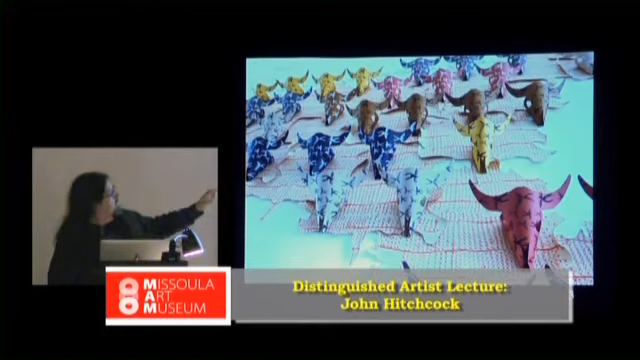 MISSOULA
ART
MUSEUM
Distinguished Artist Lecture:
John Hitchcock